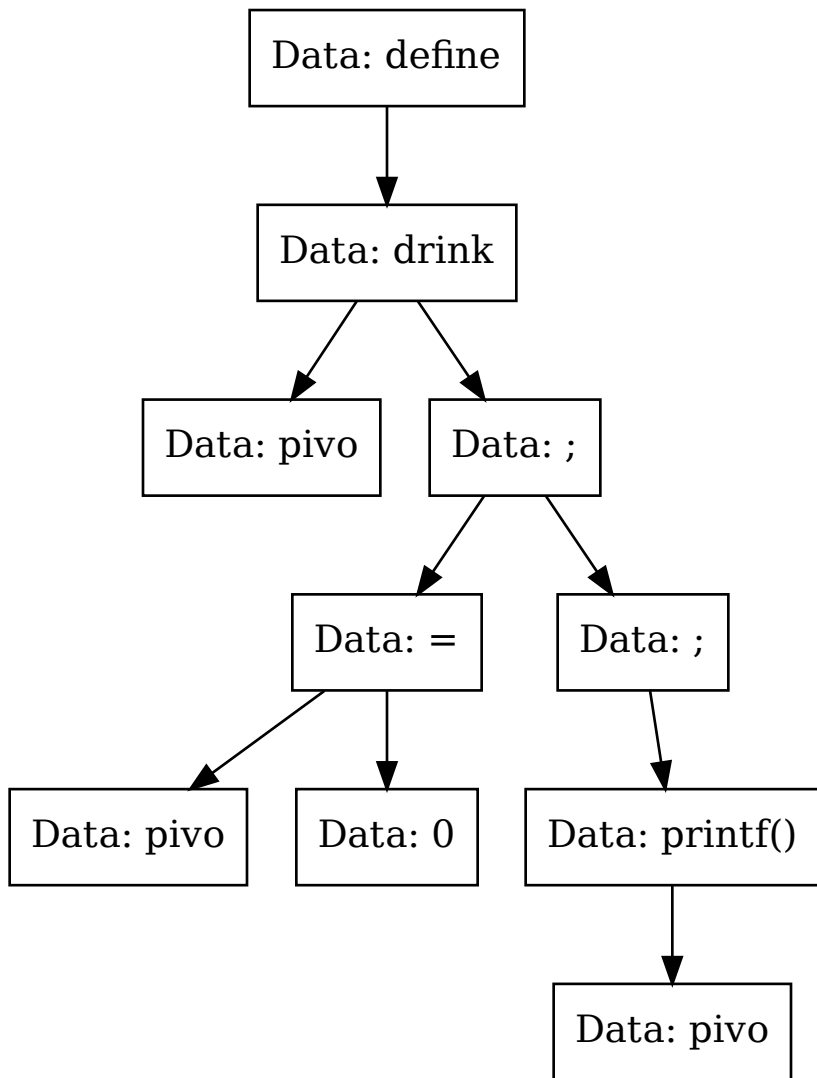 Data: define
Data: drink
Data: pivo
Data: ;
Data: =
Data: ;
Data: pivo
Data: 0
Data: printf()
Data: pivo